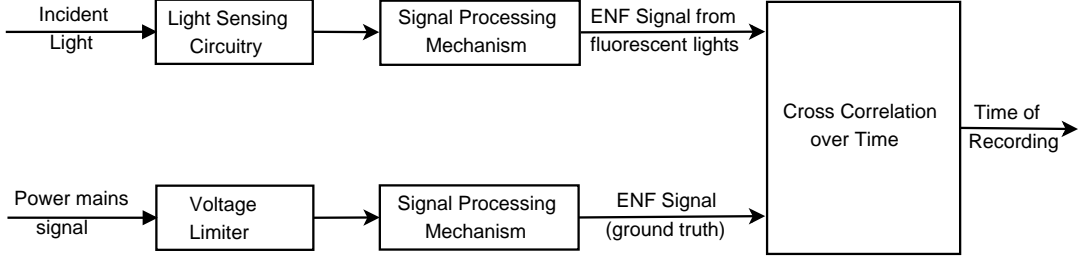 Incident
Light
Light Sensing
Circuitry
Signal Processing
Mechanism
ENF Signal from
fluorescent lights
Cross Correlation
over Time
Time of
Recording
Power mains
signal
Voltage
Limiter
Signal Processing
Mechanism
ENF Signal
(ground truth)